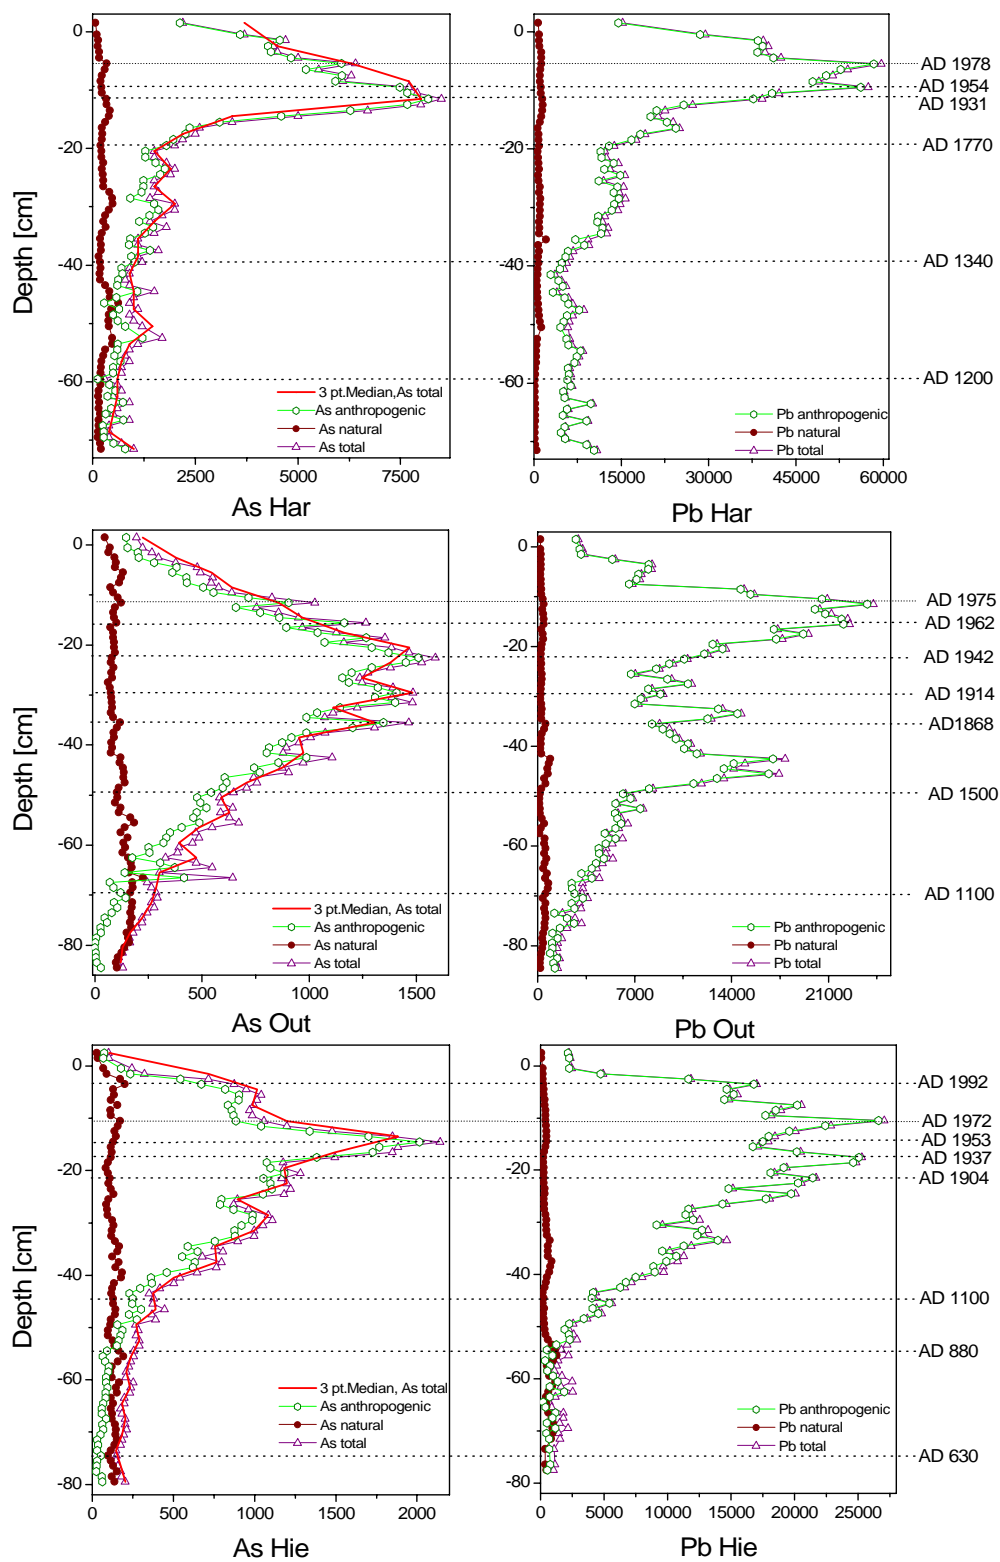 0
-20
-40
-60
Depth [cm]
3 pt.Median,As total
As anthropogenic
As natural
As total
0 2500 5000 7500
As Har
Pb anthropogenic
Pb natural
Pb total
0 15000 30000 45000 60000
Pb Har
AD 1978
AD 1954
AD 1931
AD 1770
AD 1340
AD 1200
0
-20
-40
-60
-80
Depth [cm]
3 pt.Median, As total
As anthropogenic
As natural
As total
0 500 1000 1500
As Out
0
-20
-40
-60
-80
Pb anthropogenic
Pb natural
Pb total
0 7000 14000 21000
Pb Out
AD 1975
AD 1962
AD 1942
AD 1914
AD1868
AD 1500
AD 1100
0
-20
-40
-60
-80
Depth [cm]
3 pt.Median, As total
As anthropogenic
As natural
As total
0 500 1000 1500 2000
As Hie
0
-20
-40
-60
-80
Pb anthropogenic
Pb natural
Pb total
0 5000 10000 15000 20000 25000
Pb Hie
AD 1992
AD 1972
AD 1953
AD 1937
AD 1904
AD 1100
AD 880
AD 630
0
-20
-40
-60